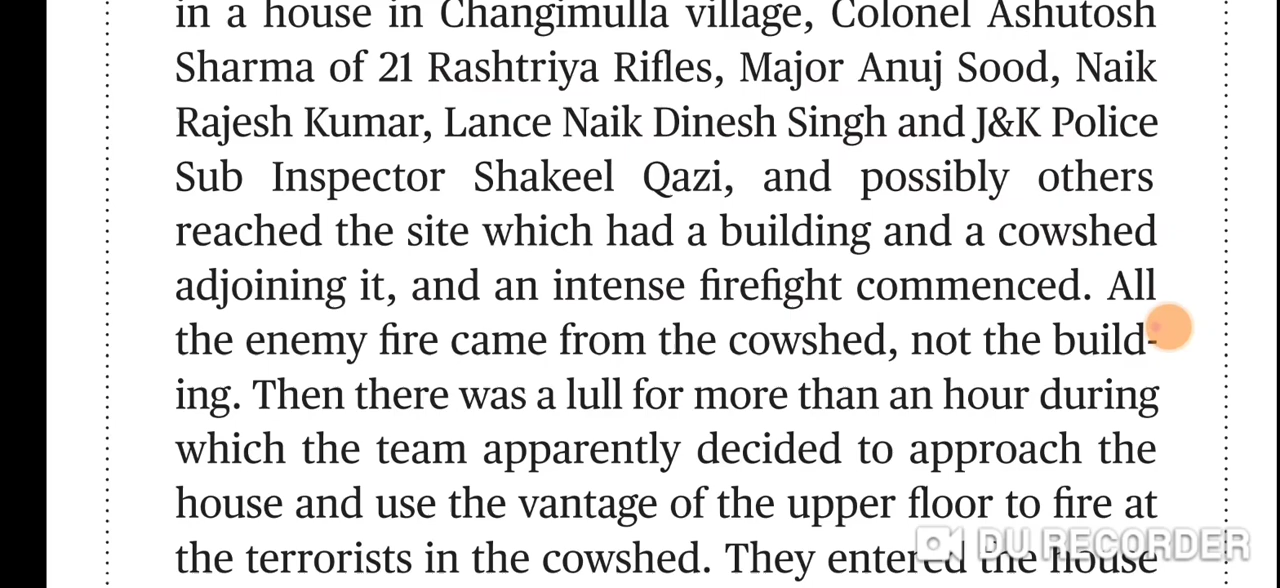 in a house in Changimulla village, Colonel Ashutosh
Sharma of 21 Rashtriya Rifles, Major Anuj Sood, Naik
Rajesh Kumar, Lance Naik Dinesh Singh and J&K Police
Sub Inspector Shakeel Qazi, and possibly others
reached the site which had a building and a cowshed
adjoining it, and an intense firefight commenced. All
the enemy fire came from the cowshed, not the build-
ing. Then there was a lull for more than an hour during
which the team apparently decided to approach the
house and use the vantage of the upper floor to fire at
the terrorists in the cowshed. They entered the house
DU RECORDER